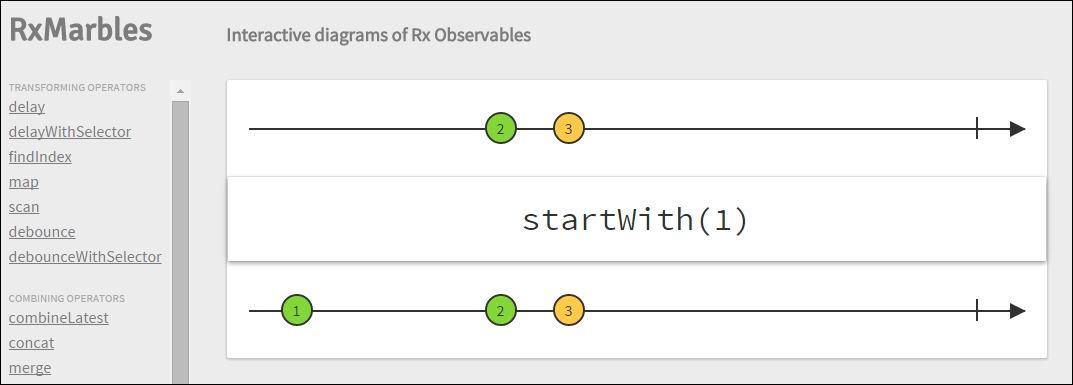 RxMarbles
Interactive diagrams of Rx Observables
TRANSFORMING OPERATORS
delay
delayWithSelector
findIndex
map
scan
debounce
debounceWithSelector
COMBINING OPERATORS
combineLatest
concat
merge
2 3
startWith(1)
1 2 3